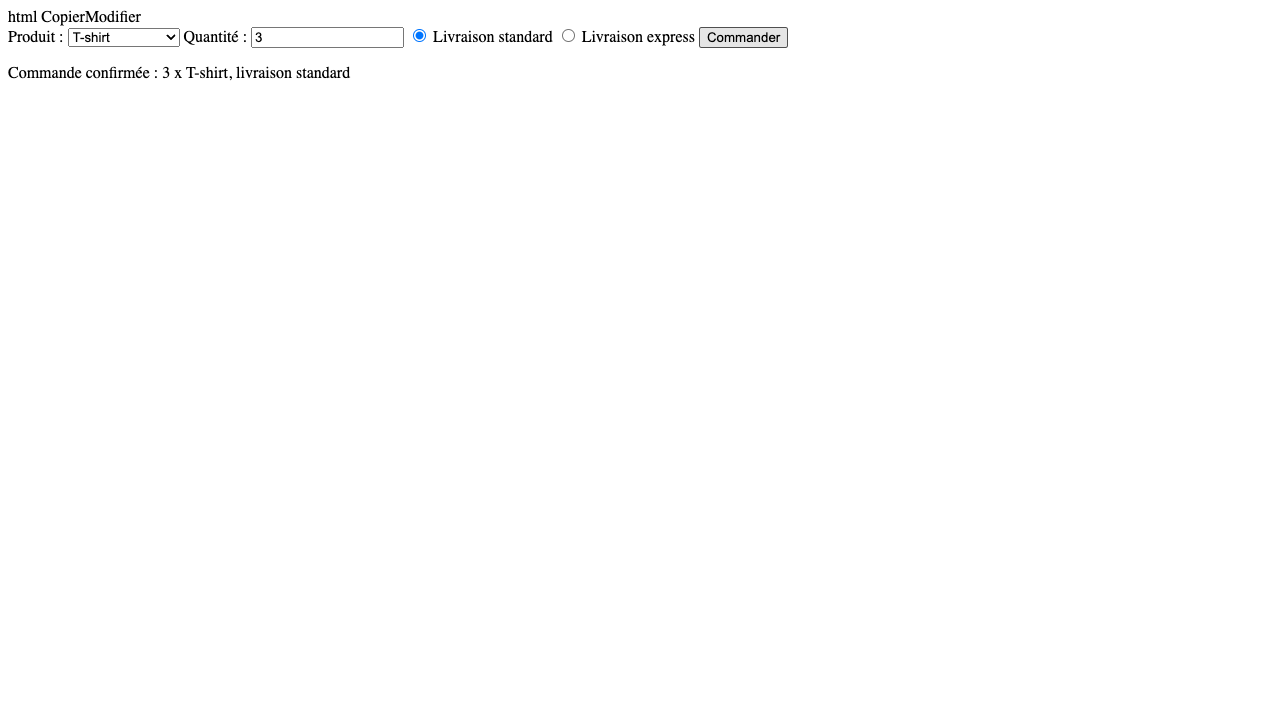 html CopierModifier
Produit : T-shirt Quantité : 3 Livraison standard Livraison express Commander
Commande confirmée : 3 x T-shirt, livraison standard